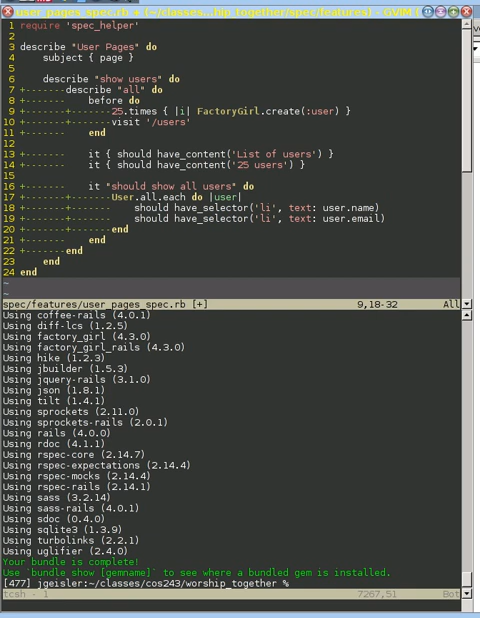 user_pages_spec.rb + (~/classes...hip_together/spec/features) - GVIM
1 require 'spec_helper'
2
3 describe "User Pages" do
4     subject { page }
5
6     describe "show users" do
7 +-------describe "all" do
8 +-------    before do
9 +-------+-------25.times { |i| FactoryGirl.create(:user) }
10 +-------+-------visit '/users'
11 +-------    end
12
13 +-------    it { should have_content('List of users') }
14 +-------    it { should have_content('25 users') }
15
16 +-------    it "should show all users" do
17 +-------+-------User.all.each do |user|
18 +-------+-------    should have_selector('li', text: user.name)
19 +-------+-------    should have_selector('li', text: user.email)
20 +-------+-------end
21 +-------    end
22 +-------end
23     end
24 end
~
~
spec/features/user_pages_spec.rb [+] 9,18-32 All
Using coffee-rails (4.0.1)
Using diff-lcs (1.2.5)
Using factory_girl (4.3.0)
Using factory_girl_rails (4.3.0)
Using hike (1.2.3)
Using jbuilder (1.5.3)
Using jquery-rails (3.1.0)
Using json (1.8.1)
Using tilt (1.4.1)
Using sprockets (2.11.0)
Using sprockets-rails (2.0.1)
Using rails (4.0.0)
Using rdoc (4.1.1)
Using rspec-core (2.14.7)
Using rspec-expectations (2.14.4)
Using rspec-mocks (2.14.4)
Using rspec-rails (2.14.1)
Using sass (3.2.14)
Using sass-rails (4.0.1)
Using sdoc (0.4.0)
Using sqlite3 (1.3.9)
Using turbolinks (2.2.1)
Using uglifier (2.4.0)
Your bundle is complete!
Use `bundle show [gemname]` to see where a bundled gem is installed.
[477] jgeisler:~/classes/cos243/worship_together %
tcsh - 1 7267,51 Bot